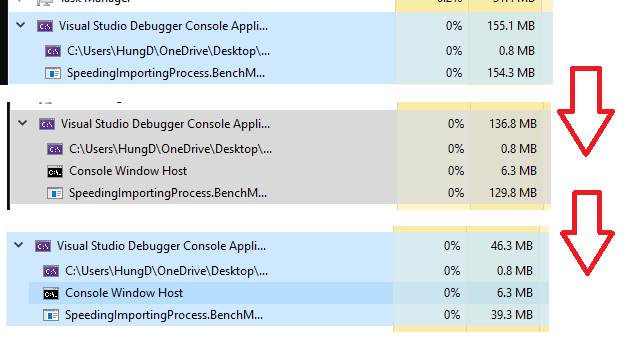 Visual Studio Debugger Console Appli... 0% 155.1 MB
C:\Users\HungD\OneDrive\Desktop\... 0% 0.8 MB
SpeedingImportingProcess.BenchM... 0% 154.3 MB
Visual Studio Debugger Console Appli... 0% 136.8 MB
C:\Users\HungD\OneDrive\Desktop\... 0% 0.8 MB
Console Window Host 0% 6.3 MB
SpeedingImportingProcess.BenchM... 0% 129.8 MB
Visual Studio Debugger Console Appli... 0% 46.3 MB
C:\Users\HungD\OneDrive\Desktop\... 0% 0.8 MB
Console Window Host 0% 6.3 MB
SpeedingImportingProcess.BenchM... 0% 39.3 MB